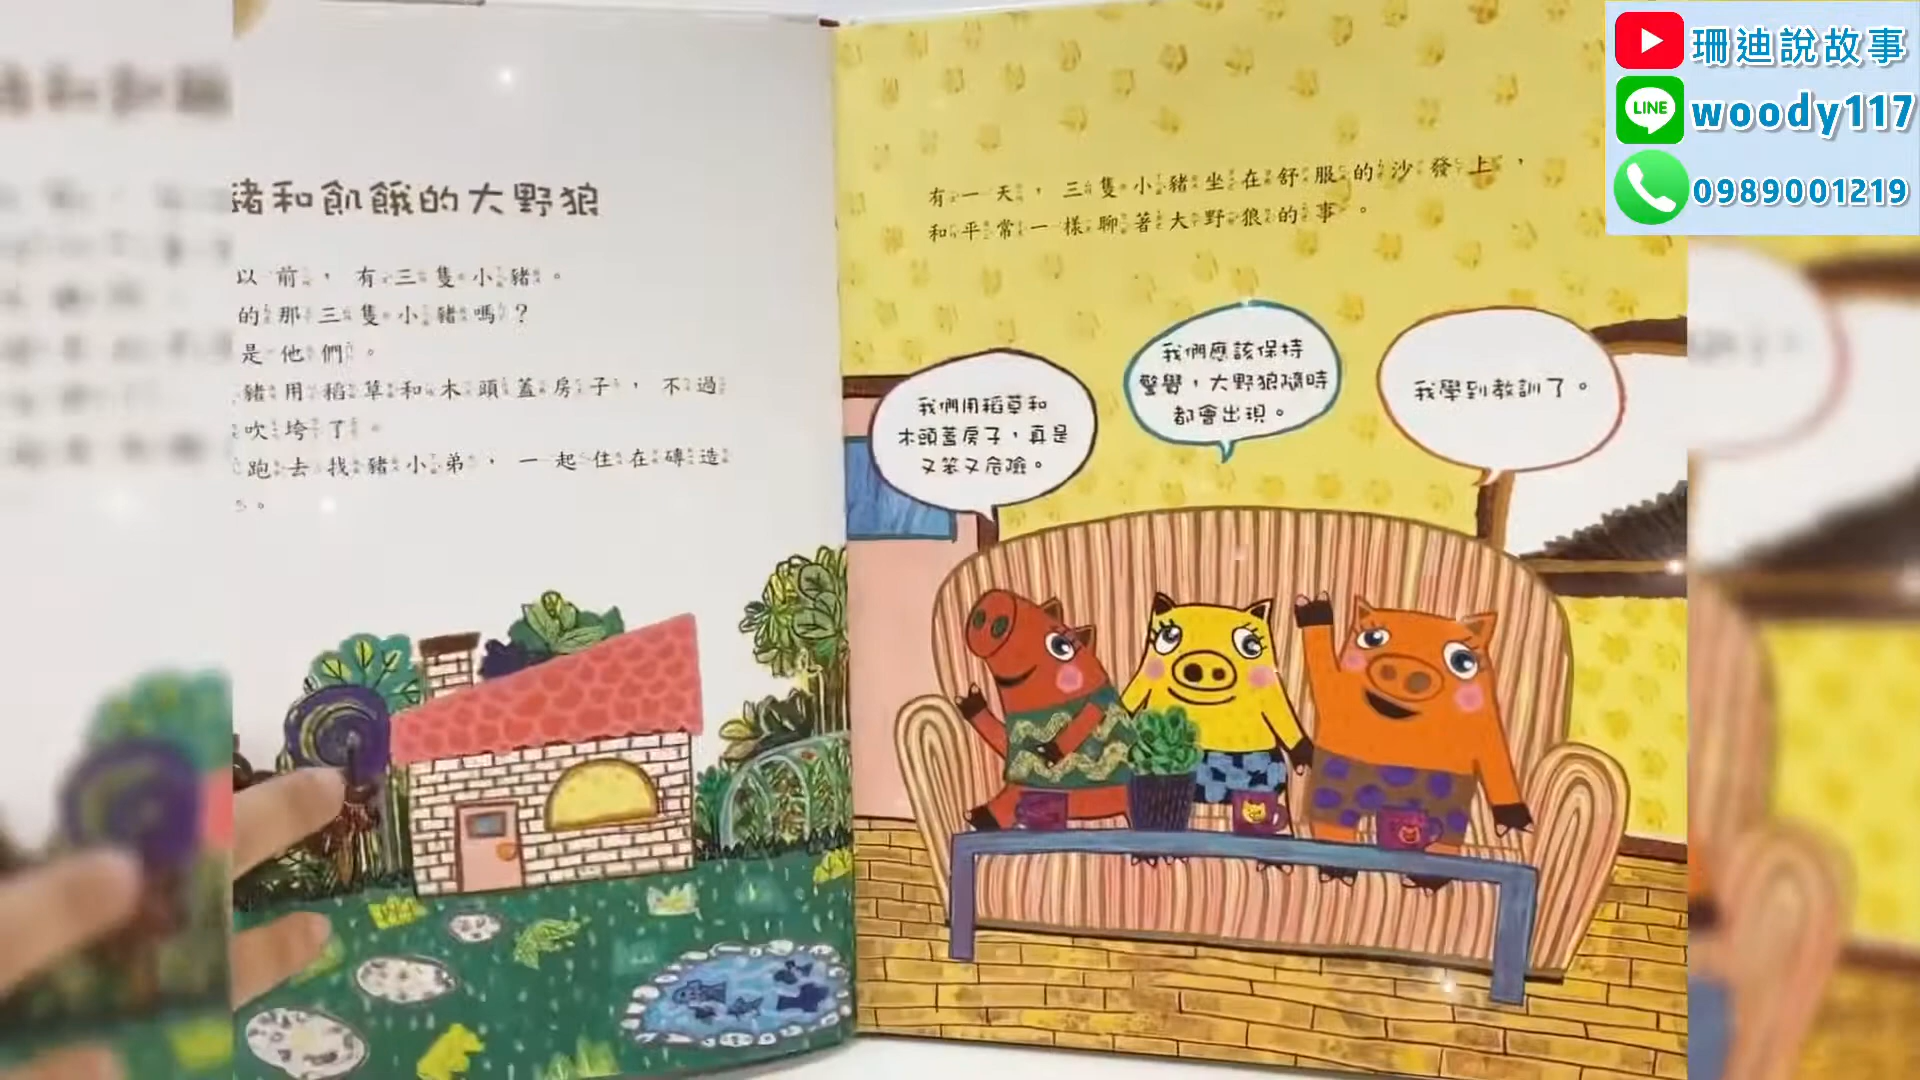 豬和飢餓的大野狼
以前，有三隻小豬。
的那三隻小豬嗎？
是他們。
豬用稻草和木頭蓋房子，不過
吹垮了。
跑去找豬小弟，一起住在磚造
有一天，三隻小豬坐在舒服的沙發上，
和平常一樣聊著大野狼的事。
我們用稻草和
木頭蓋房子，真是
又笨又危險。
我們應該保持
警覺，大野狼隨時
都會出現。
我學到教訓了。
珊迪說故事
LINE
woody117
0989001219